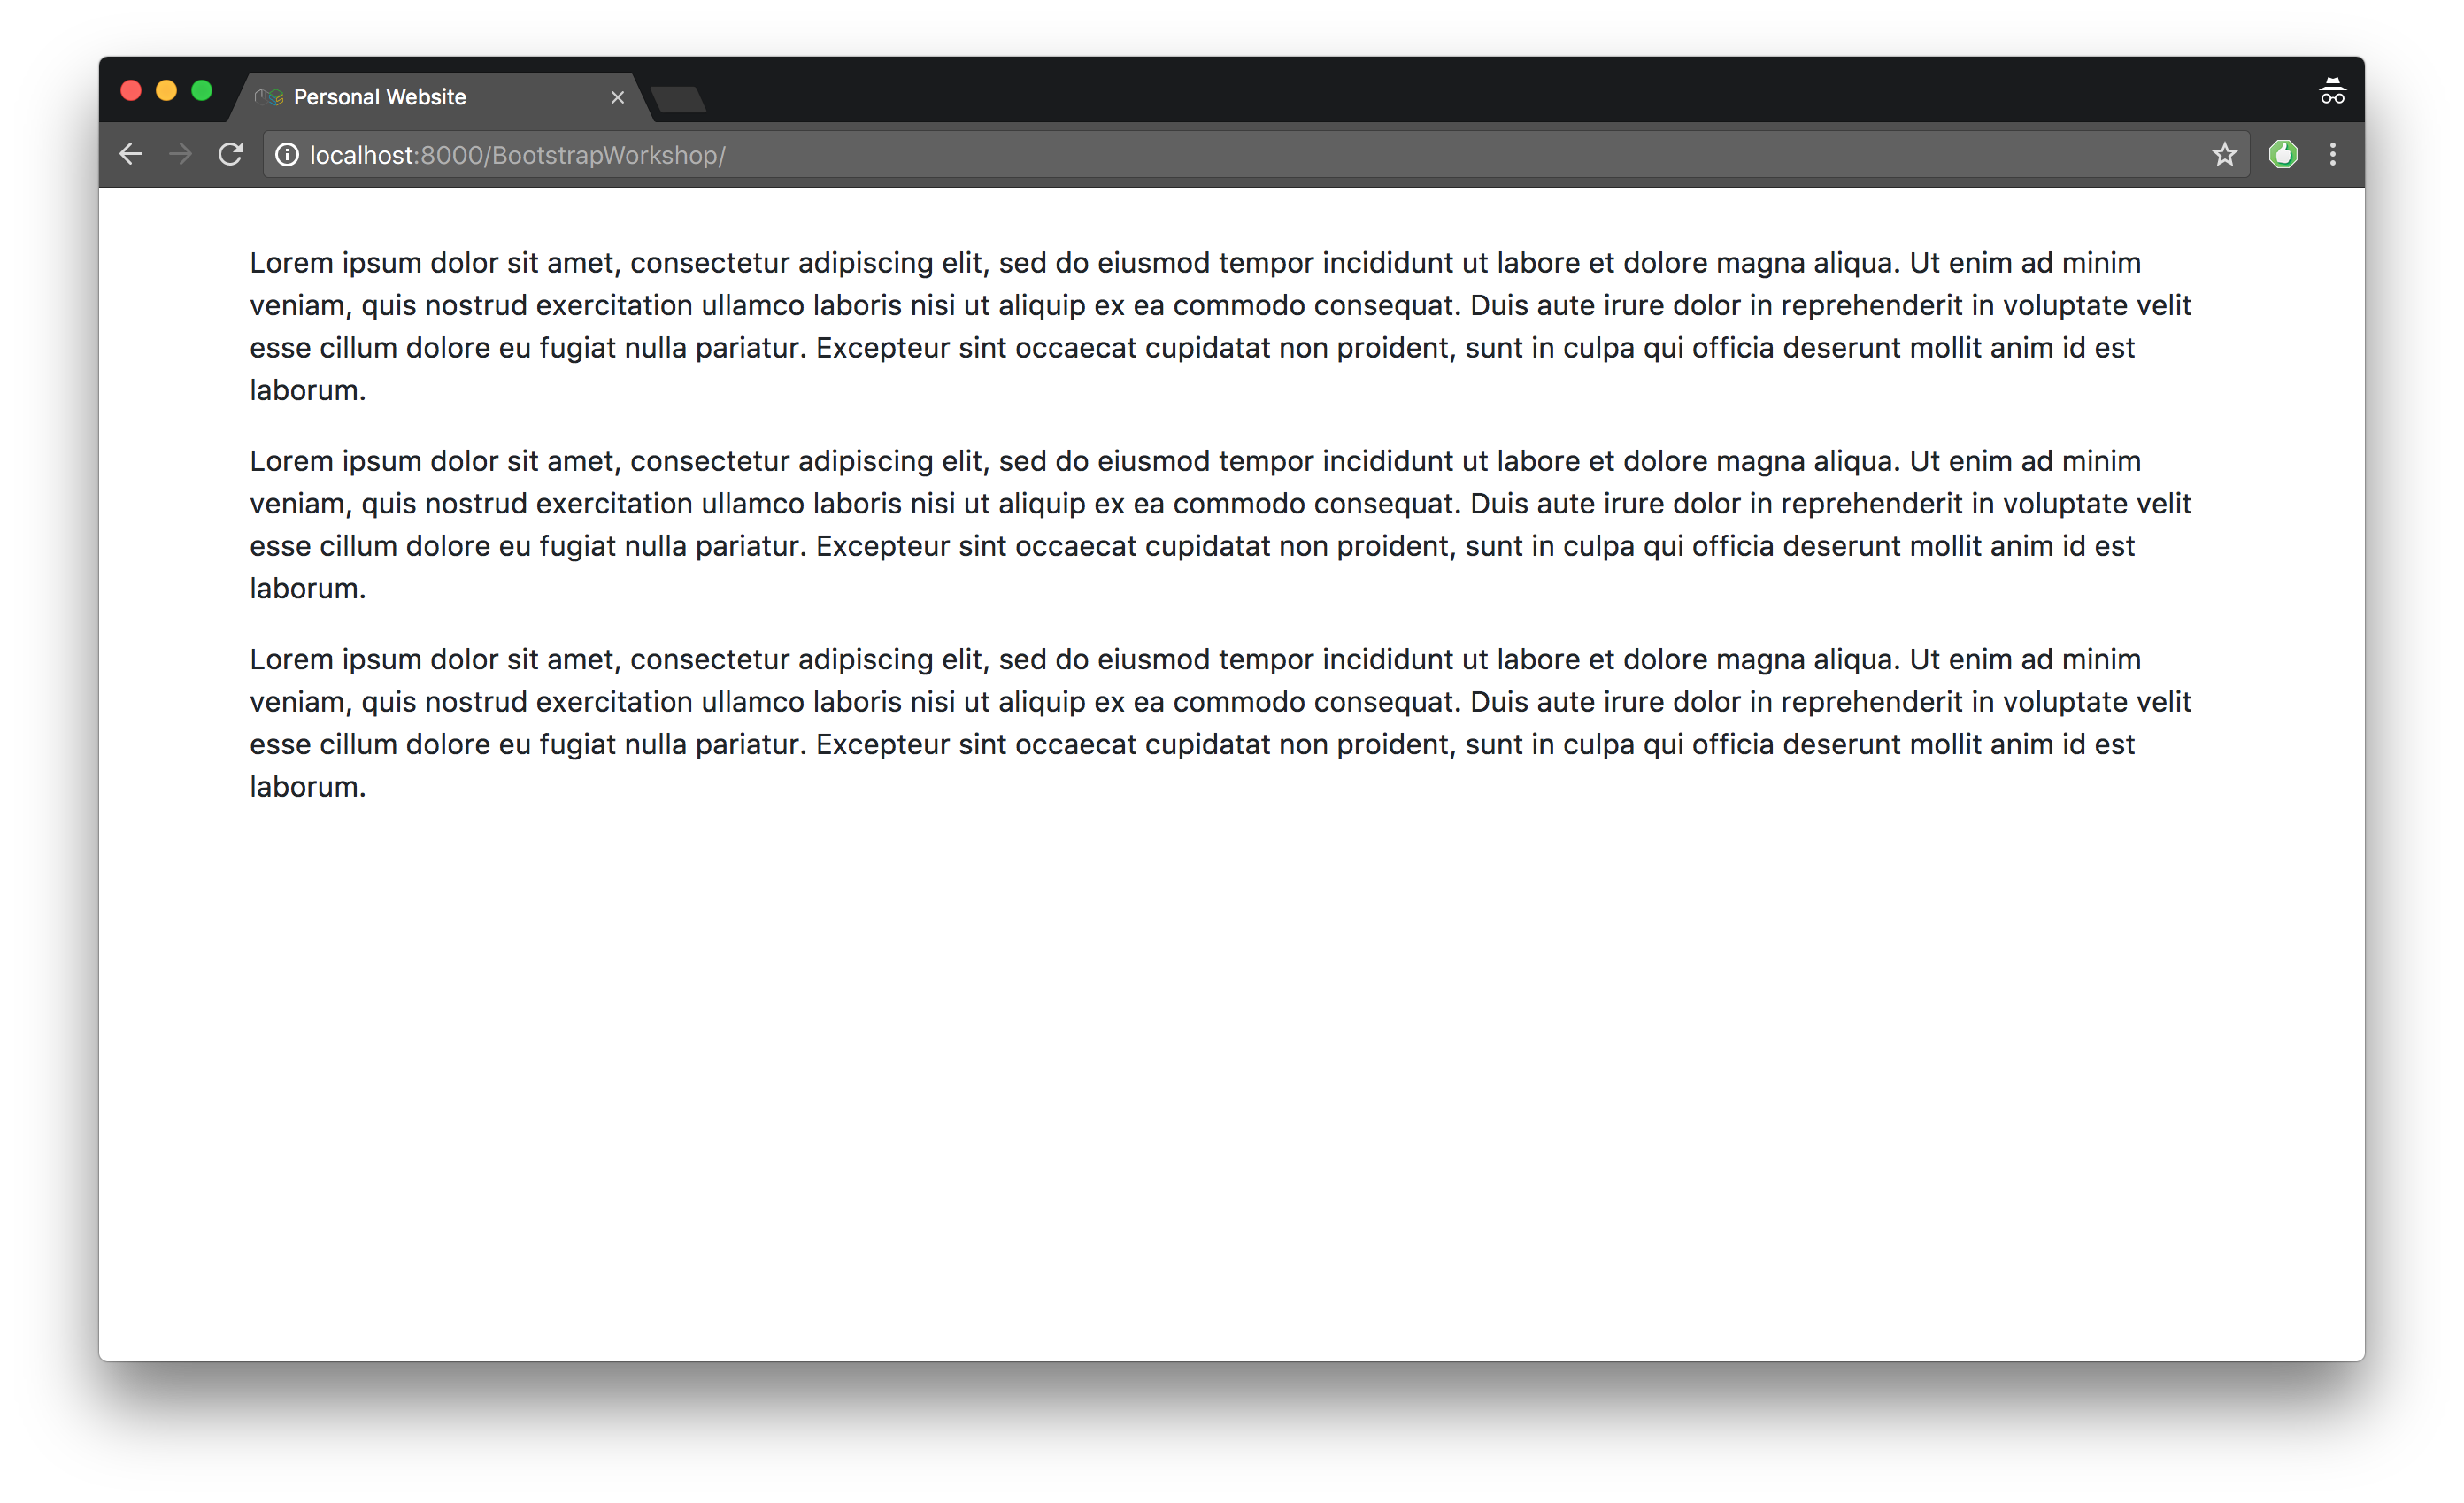 Personal Website
localhost:8000/BootstrapWorkshop/
Lorem ipsum dolor sit amet, consectetur adipiscing elit, sed do eiusmod tempor incididunt ut labore et dolore magna aliqua. Ut enim ad minim
veniam, quis nostrud exercitation ullamco laboris nisi ut aliquip ex ea commodo consequat. Duis aute irure dolor in reprehenderit in voluptate velit
esse cillum dolore eu fugiat nulla pariatur. Excepteur sint occaecat cupidatat non proident, sunt in culpa qui officia deserunt mollit anim id est
laborum.
Lorem ipsum dolor sit amet, consectetur adipiscing elit, sed do eiusmod tempor incididunt ut labore et dolore magna aliqua. Ut enim ad minim
veniam, quis nostrud exercitation ullamco laboris nisi ut aliquip ex ea commodo consequat. Duis aute irure dolor in reprehenderit in voluptate velit
esse cillum dolore eu fugiat nulla pariatur. Excepteur sint occaecat cupidatat non proident, sunt in culpa qui officia deserunt mollit anim id est
laborum.
Lorem ipsum dolor sit amet, consectetur adipiscing elit, sed do eiusmod tempor incididunt ut labore et dolore magna aliqua. Ut enim ad minim
veniam, quis nostrud exercitation ullamco laboris nisi ut aliquip ex ea commodo consequat. Duis aute irure dolor in reprehenderit in voluptate velit
esse cillum dolore eu fugiat nulla pariatur. Excepteur sint occaecat cupidatat non proident, sunt in culpa qui officia deserunt mollit anim id est
laborum.